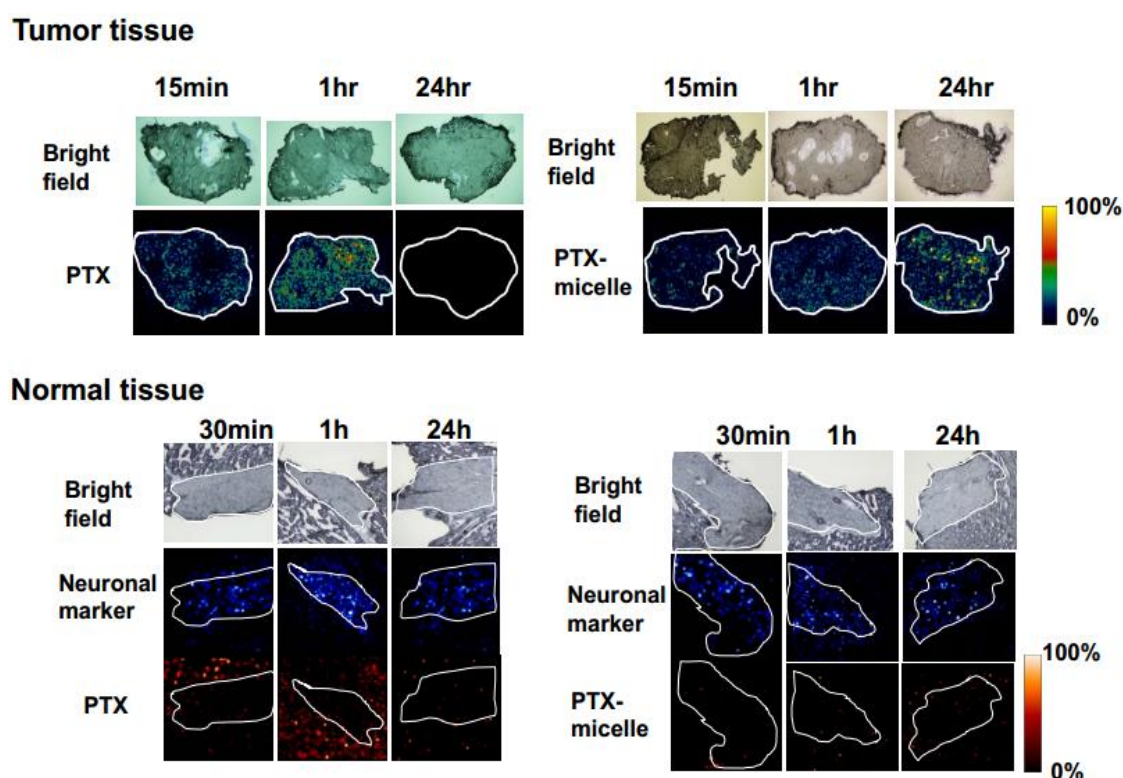 Tumor tissue
15min 1hr 24hr
Bright
field
PTX
15min 1hr 24hr
Bright
field
PTX-
micelle
100%
0%
Normal tissue
30min 1h 24h
Bright
field
Neuronal
marker
PTX
30min 1h 24h
Bright
field
Neuronal
marker
PTX-
micelle
100%
0%